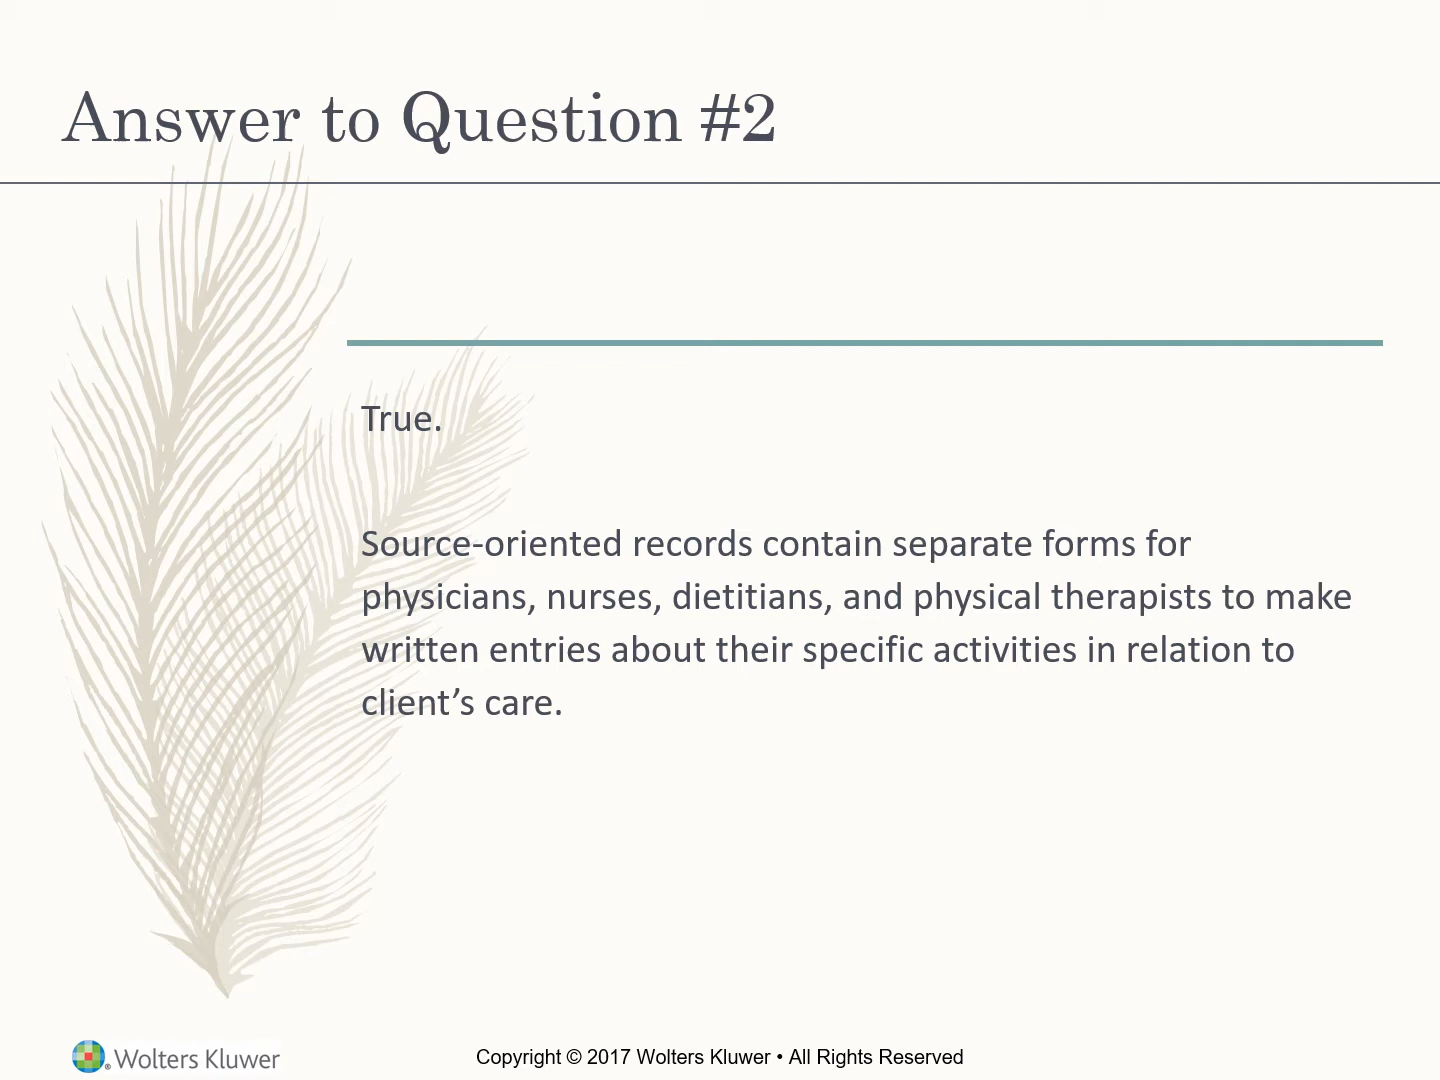 Answer to Question #2
True.
Source-oriented records contain separate forms for
physicians, nurses, dietitians, and physical therapists to make
written entries about their specific activities in relation to
client’s care.
Wolters Kluwer
Copyright © 2017 Wolters Kluwer • All Rights Reserved